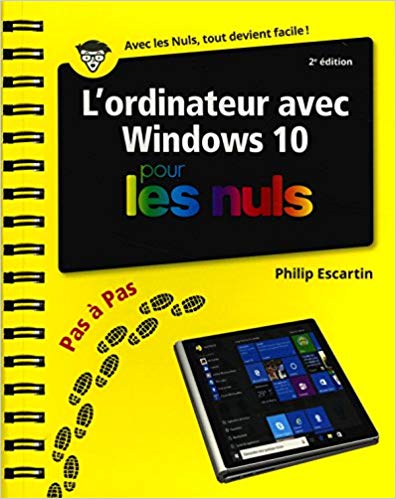 Avec les Nuls, tout devient facile !
2e édition
L'ordinateur avec
Windows 10
pour
les nuls
Philip Escartin
Pas à Pas